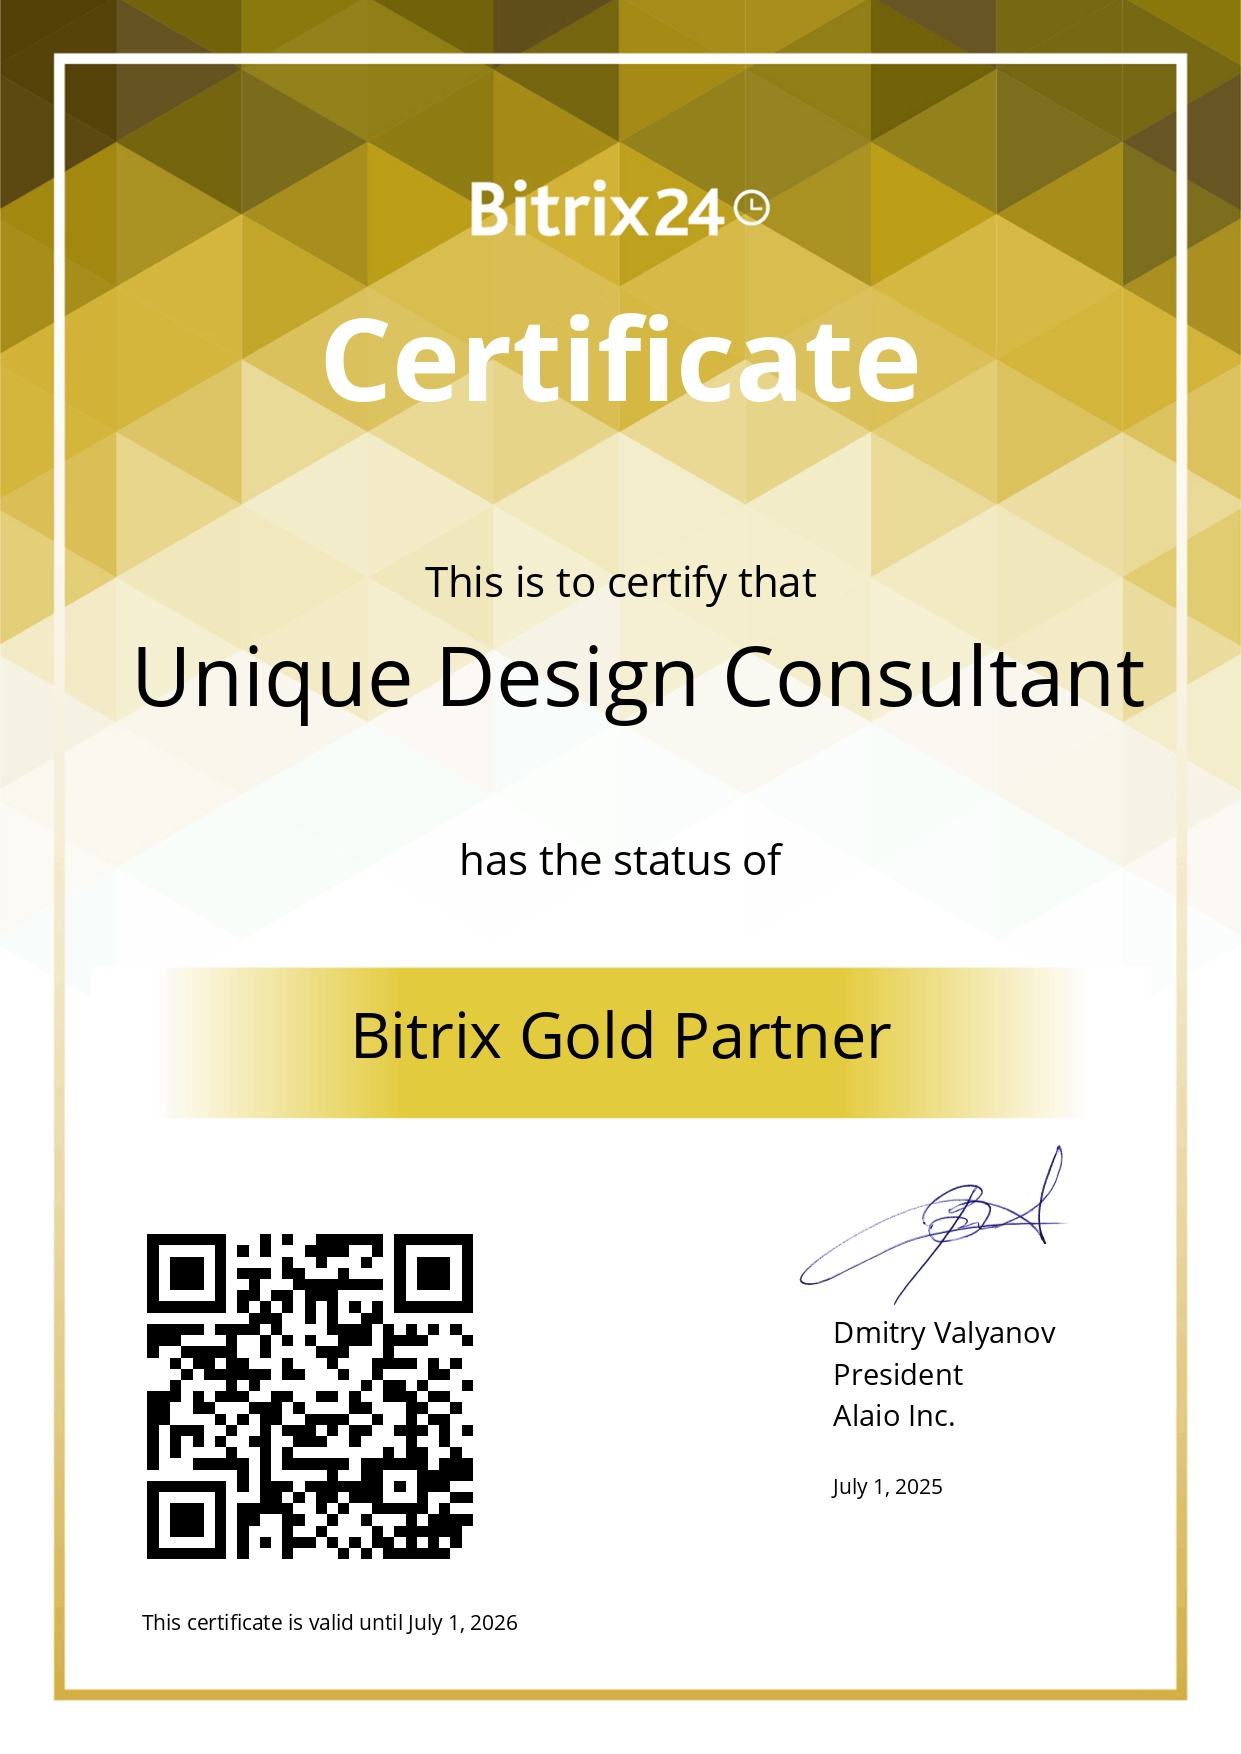 Bitrix24
Certificate
This is to certify that
Unique Design Consultant
has the status of
Bitrix Gold Partner
Dmitry Valyanov
President
Alaio Inc.
July 1, 2025
This certificate is valid until July 1, 2026